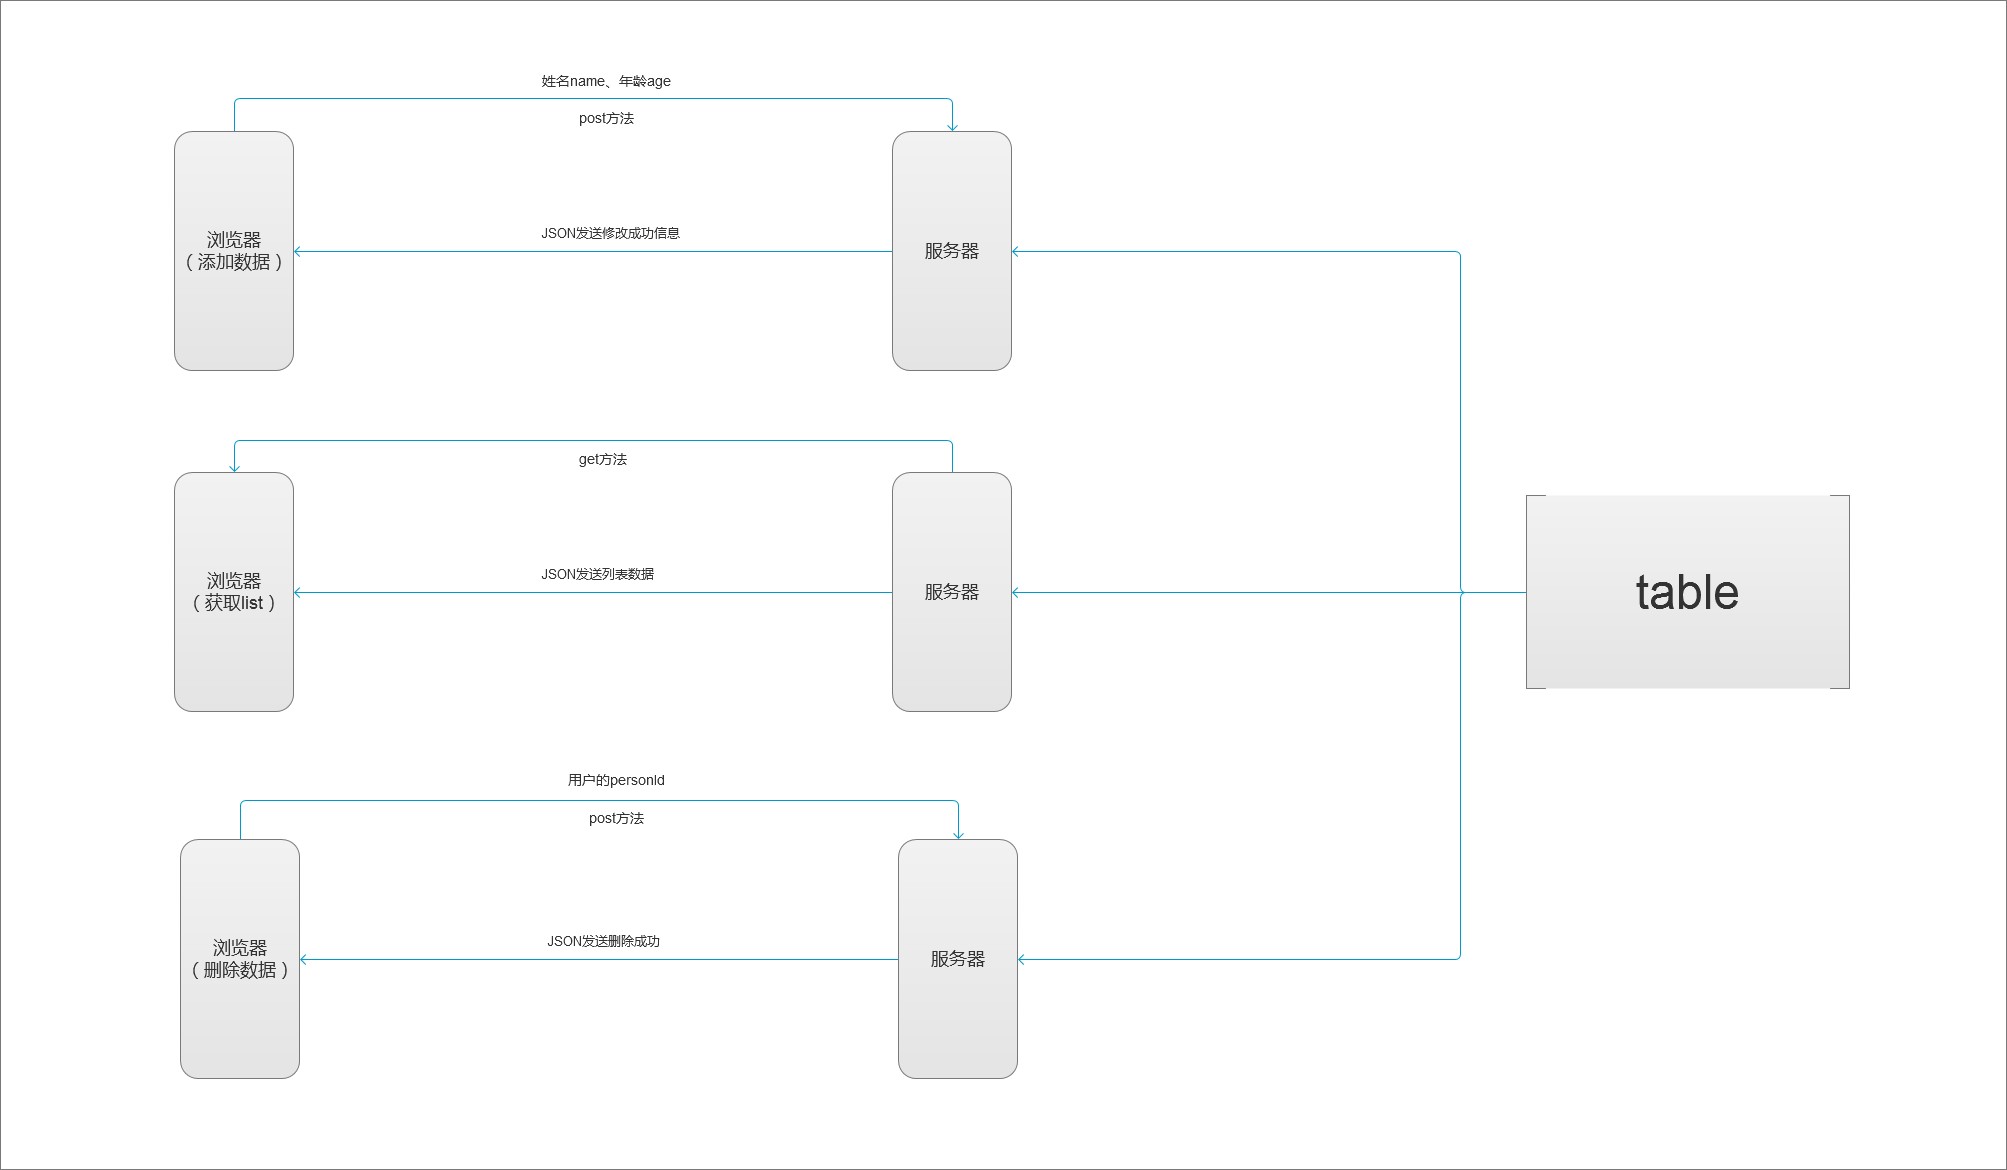 姓名name、年龄age
post方法
浏览器
（添加数据）
JSON发送修改成功信息
服务器
get方法
浏览器
（获取list）
JSON发送列表数据
服务器
table
用户的personId
post方法
浏览器
（删除数据）
JSON发送删除成功
服务器